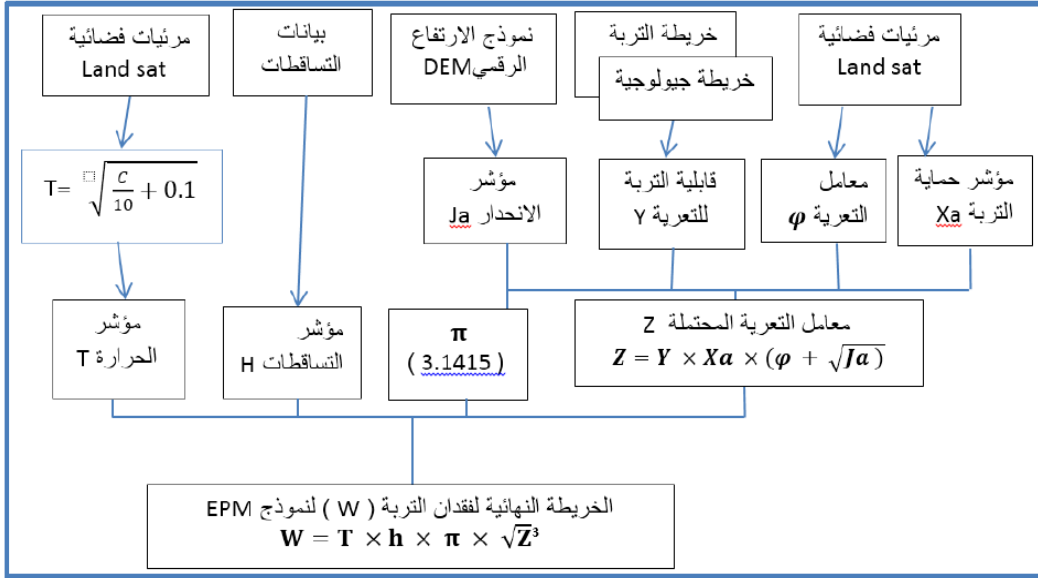 مرئيات فضائية
Land sat
بيانات
التساقطات
نموذج الارتفاع
الرقمي DEM
خريطة التربة
خريطة جيولوجية
مرئيات فضائية
Land sat
T= √(C/10 + 0.1)
مؤشر
الانحدار Ja
قابلية التربة
للتعرية Y
معامل
التعرية φ
مؤشر حماية
التربة Xa
مؤشر
الحرارة T
مؤشر
التساقطات H
π
( 3.1415 )
معامل التعرية المحتملة Z
Z = Y × Xa × (φ + √Ja )
الخريطة النهائية لفقدان التربة ( W ) لنموذج EPM
W = T × h × π × √Z³